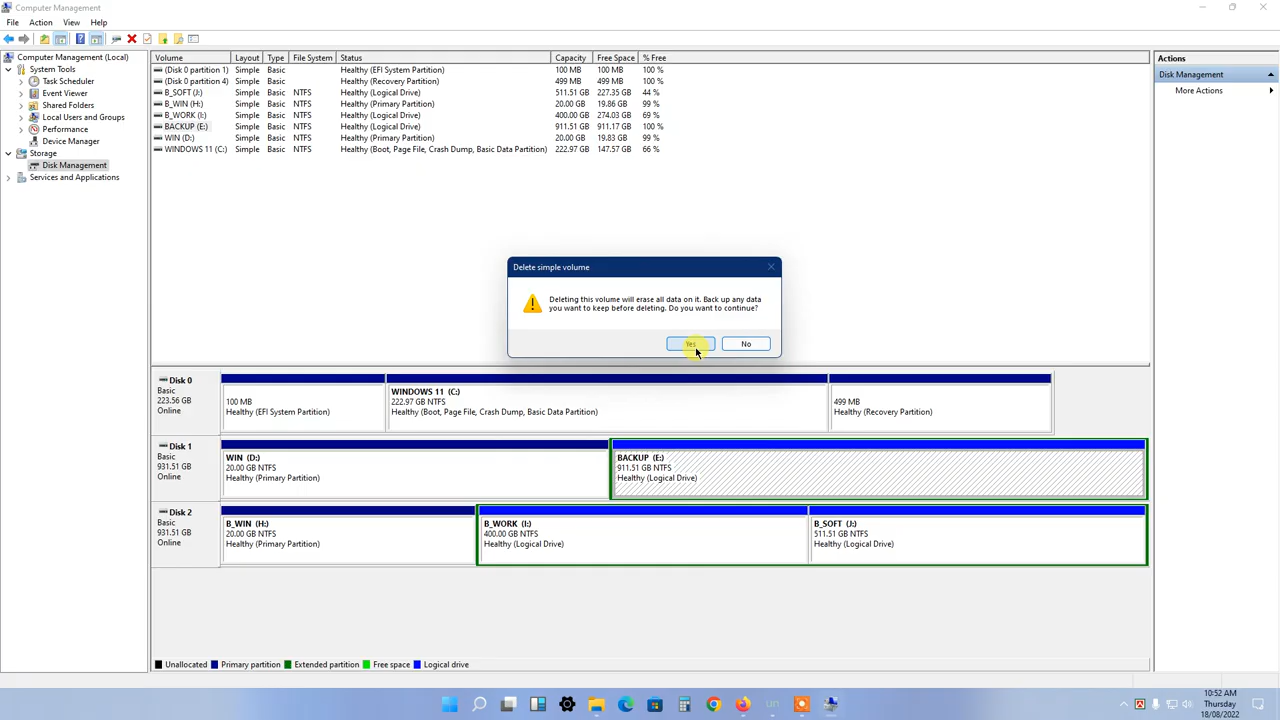 Computer Management
File Action View Help
Computer Management (Local)
System Tools
Task Scheduler
Event Viewer
Shared Folders
Local Users and Groups
Performance
Device Manager
Storage
Disk Management
Services and Applications
Volume Layout Type File System Status Capacity Free Space % Free
(Disk 0 partition 1) Simple Basic Healthy (EFI System Partition) 100 MB 100 MB 100 %
(Disk 0 partition 4) Simple Basic Healthy (Recovery Partition) 499 MB 499 MB 100 %
B_SOFT (J:) Simple Basic NTFS Healthy (Logical Drive) 511.51 GB 227.35 GB 44 %
B_WIN (H:) Simple Basic NTFS Healthy (Primary Partition) 20.00 GB 19.86 GB 99 %
B_WORK (I:) Simple Basic NTFS Healthy (Logical Drive) 400.00 GB 274.03 GB 69 %
BACKUP (E:) Simple Basic NTFS Healthy (Logical Drive) 911.51 GB 911.17 GB 100 %
WIN (D:) Simple Basic NTFS Healthy (Primary Partition) 20.00 GB 19.83 GB 99 %
WINDOWS 11 (C:) Simple Basic NTFS Healthy (Boot, Page File, Crash Dump, Basic Data Partition) 222.97 GB 147.57 GB 66 %
Actions
Disk Management
More Actions
Delete simple volume
Deleting this volume will erase all data on it. Back up any data
you want to keep before deleting. Do you want to continue?
Yes No
Disk 0
Basic
223.56 GB
Online
100 MB
Healthy (EFI System Partition)
WINDOWS 11 (C:)
222.97 GB NTFS
Healthy (Boot, Page File, Crash Dump, Basic Data Partition)
499 MB
Healthy (Recovery Partition)
Disk 1
Basic
931.51 GB
Online
WIN (D:)
20.00 GB NTFS
Healthy (Primary Partition)
BACKUP (E:)
911.51 GB NTFS
Healthy (Logical Drive)
Disk 2
Basic
931.51 GB
Online
B_WIN (H:)
20.00 GB NTFS
Healthy (Primary Partition)
B_WORK (I:)
400.00 GB NTFS
Healthy (Logical Drive)
B_SOFT (J:)
511.51 GB NTFS
Healthy (Logical Drive)
Unallocated Primary partition Extended partition Free space Logical drive
un
10:52 AM
Thursday
18/08/2022